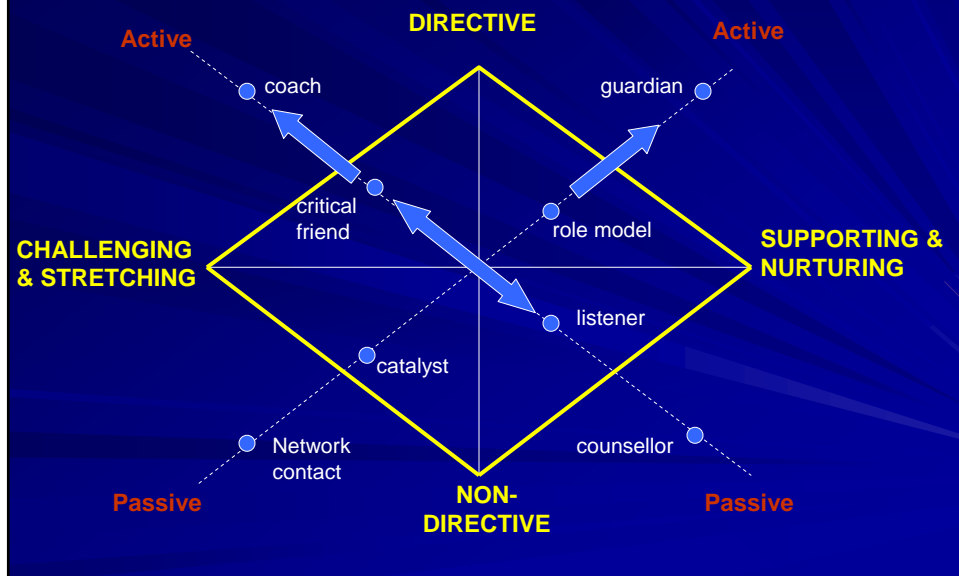 DIRECTIVE
Active
Active
coach
guardian
critical
friend
role model
CHALLENGING
& STRETCHING
SUPPORTING &
NURTURING
listener
catalyst
Network
contact
counsellor
Passive
NON-
DIRECTIVE
Passive